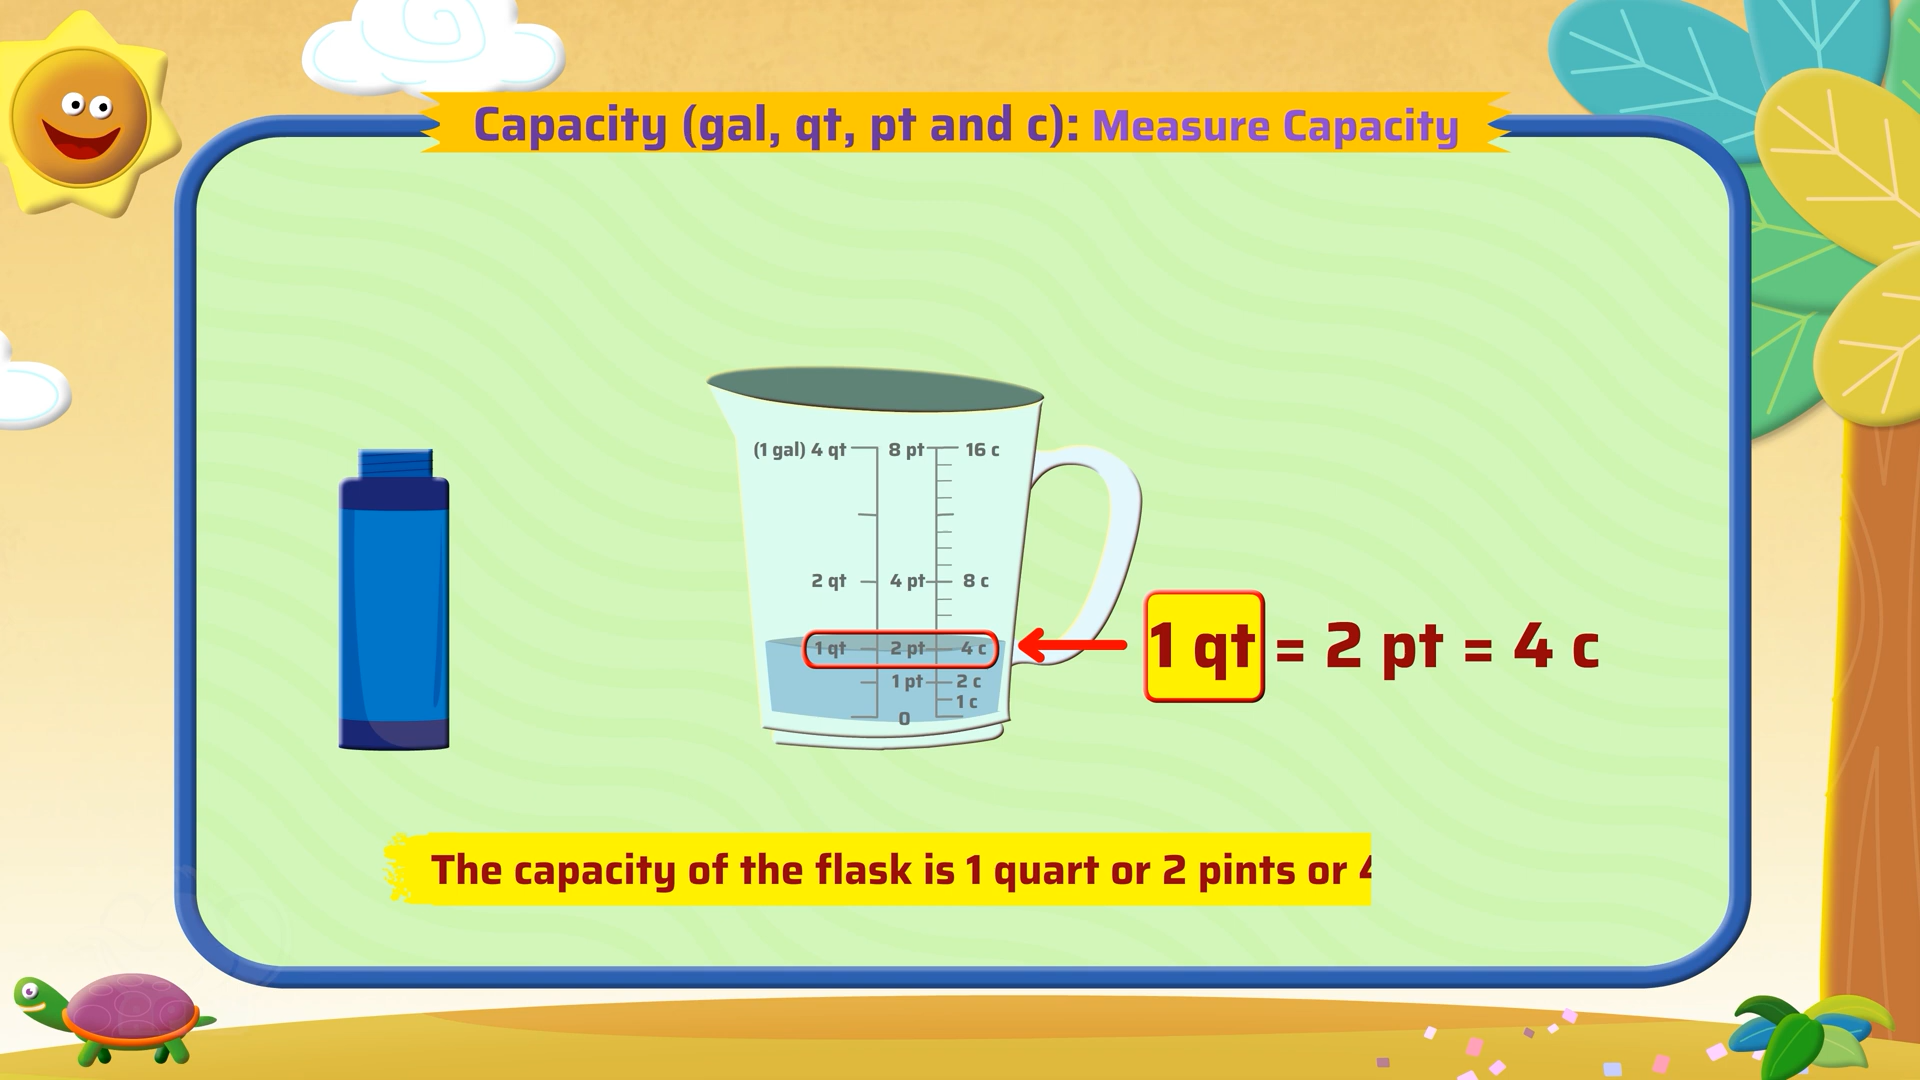 Capacity (gal, qt, pt and c): Measure Capacity
(1 gal) 4 qt 8 pt 16 c
2 qt 4 pt 8 c
1 qt 2 pt 4 c
1 pt 2 c
1 c
0
1 qt = 2 pt = 4 c
The capacity of the flask is 1 quart or 2 pints or 4